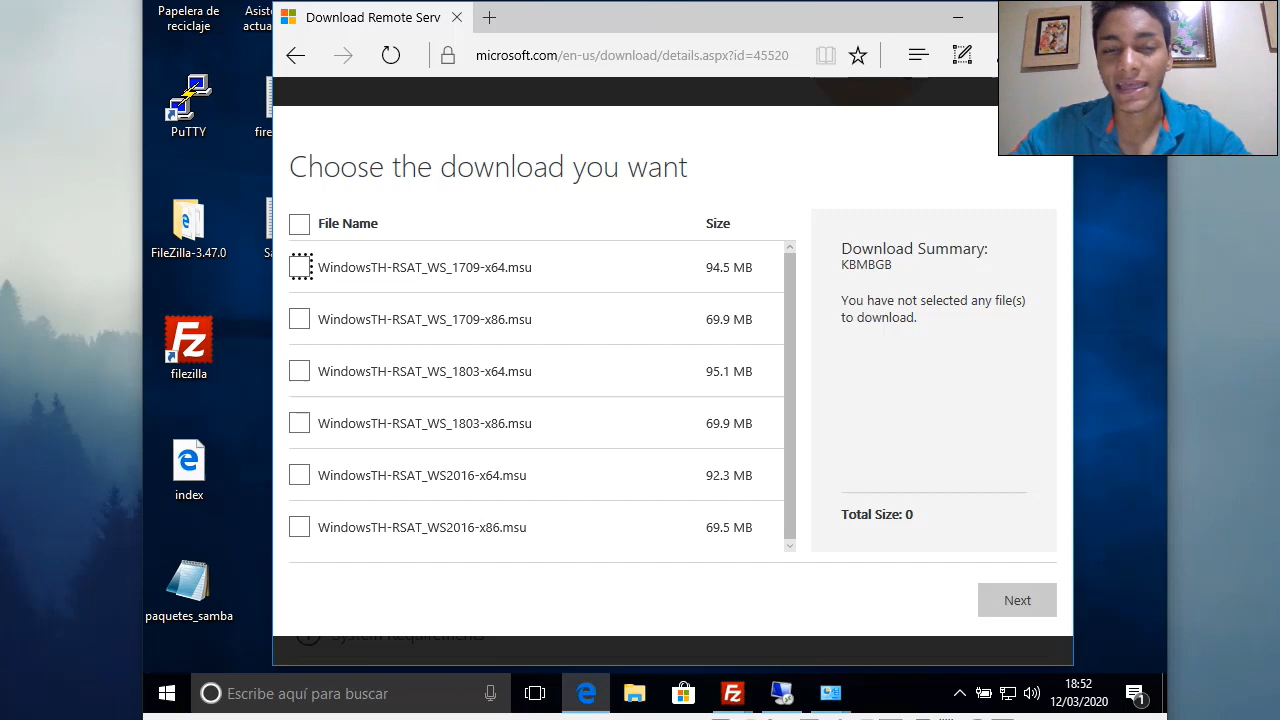 Papelera de
reciclaje
Asiste
actua
PuTTY
fire
FileZilla-3.47.0
Sa
filezilla
index
paquetes_samba
Download Remote Serv
microsoft.com/en-us/download/details.aspx?id=45520
Choose the download you want
File Name Size
WindowsTH-RSAT_WS_1709-x64.msu 94.5 MB
WindowsTH-RSAT_WS_1709-x86.msu 69.9 MB
WindowsTH-RSAT_WS_1803-x64.msu 95.1 MB
WindowsTH-RSAT_WS_1803-x86.msu 69.9 MB
WindowsTH-RSAT_WS2016-x64.msu 92.3 MB
WindowsTH-RSAT_WS2016-x86.msu 69.5 MB
Download Summary:
KBMBGB
You have not selected any file(s)
to download.
Total Size: 0
Next
System Requirements
Escribe aquí para buscar
18:52
12/03/2020
1